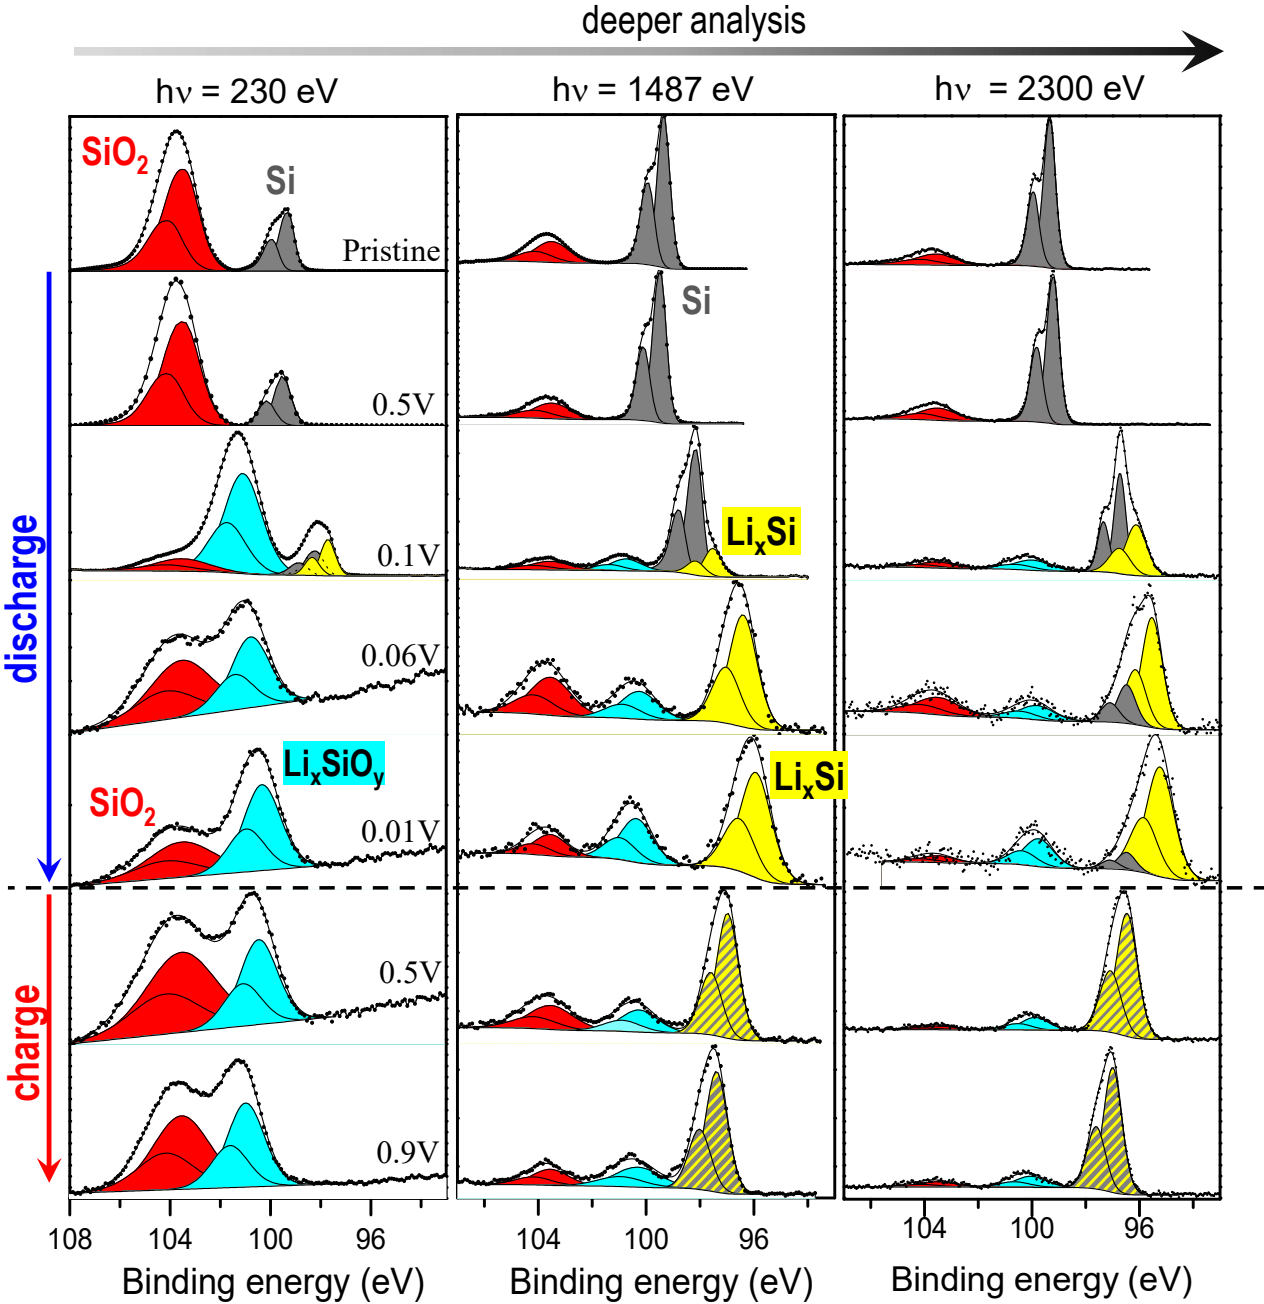 deeper analysis
hν = 230 eV
hν = 1487 eV
hν = 2300 eV
SiO₂
Si
Pristine
Si
0.5V
discharge
0.1V
LiₓSi
0.06V
LiₓSiOᵧ
SiO₂
0.01V
LiₓSi
charge
0.5V
0.9V
108 104 100 96
104 100 96
104 100 96
Binding energy (eV)
Binding energy (eV)
Binding energy (eV)